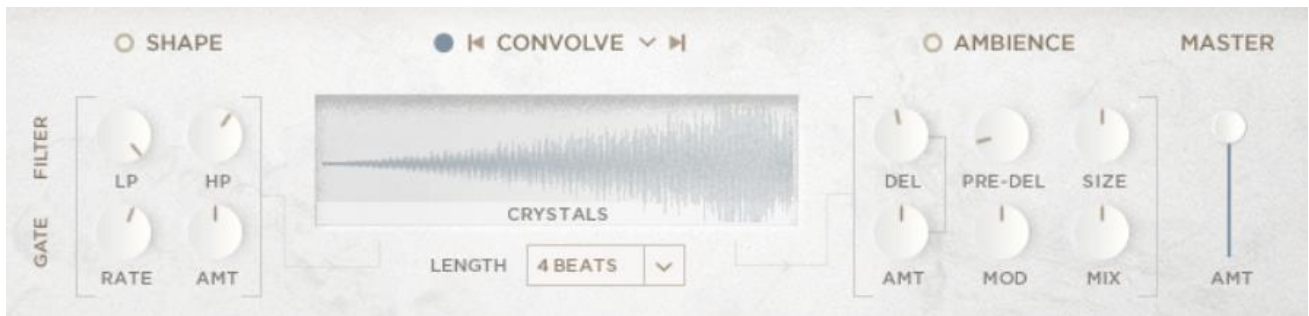 SHAPE
CONVOLVE
AMBIENCE
MASTER
FILTER
LP
HP
DEL
PRE-DEL
SIZE
CRYSTALS
GATE
RATE
AMT
LENGTH
4 BEATS
AMT
MOD
MIX
AMT